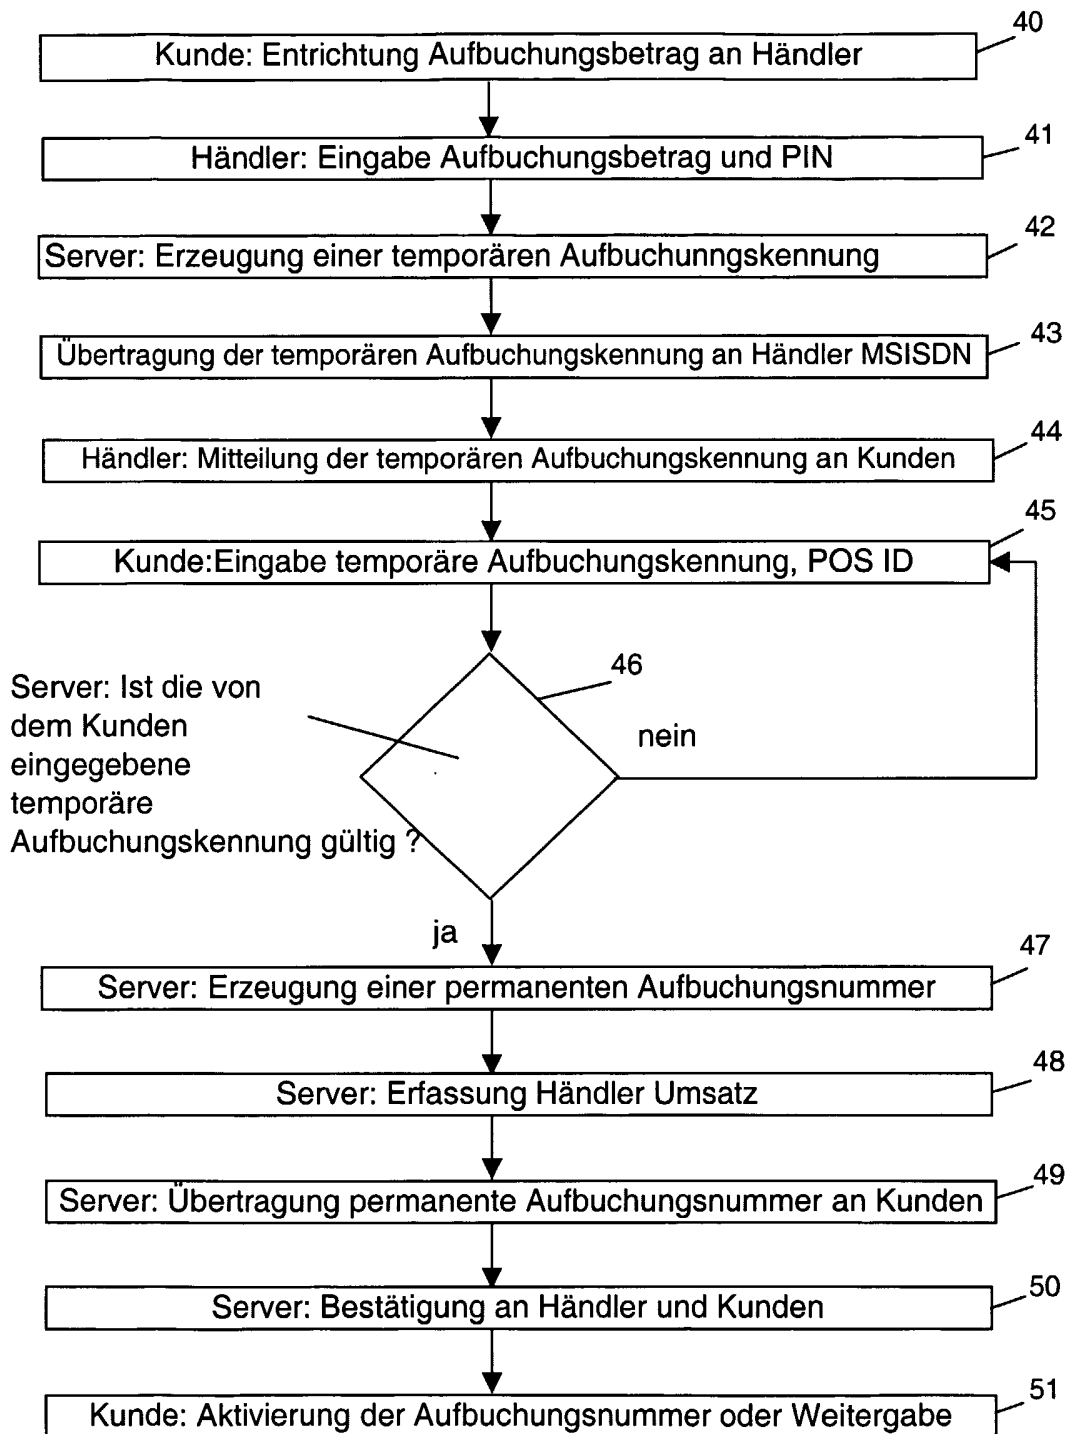 40
Kunde: Entrichtung Aufbuchungsbetrag an Händler
41
Händler: Eingabe Aufbuchungsbetrag und PIN
42
Server: Erzeugung einer temporären Aufbuchunngskennung
43
Übertragung der temporären Aufbuchungskennung an Händler MSISDN
44
Händler: Mitteilung der temporären Aufbuchungskennung an Kunden
45
Kunde:Eingabe temporäre Aufbuchungskennung, POS ID
46
Server: Ist die von
dem Kunden
eingegebene
temporäre
Aufbuchungskennung gültig ?
nein
ja
47
Server: Erzeugung einer permanenten Aufbuchungsnummer
48
Server: Erfassung Händler Umsatz
49
Server: Übertragung permanente Aufbuchungsnummer an Kunden
50
Server: Bestätigung an Händler und Kunden
51
Kunde: Aktivierung der Aufbuchungsnummer oder Weitergabe